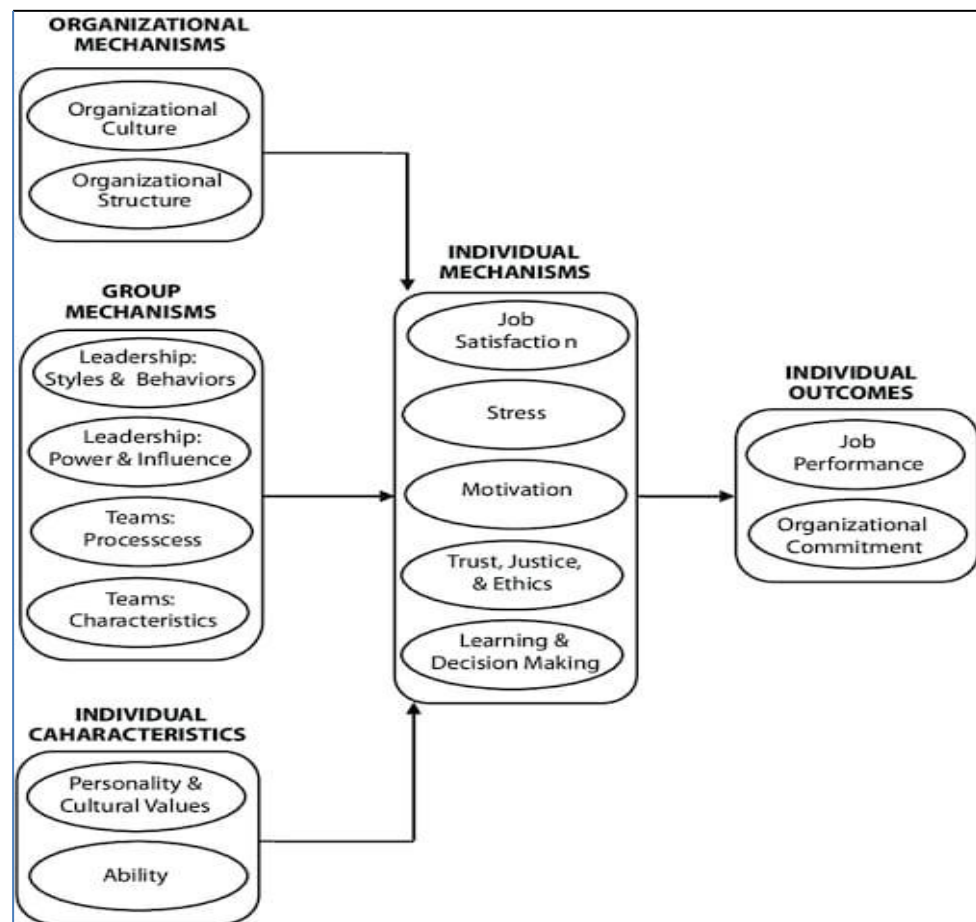 ORGANIZATIONAL
MECHANISMS
Organizational
Culture
Organizational
Structure
GROUP
MECHANISMS
Leadership:
Styles & Behaviors
Leadership:
Power & Influence
Teams:
Processcess
Teams:
Characteristics
INDIVIDUAL
CAHARACTERISTICS
Personality &
Cultural Values
Ability
INDIVIDUAL
MECHANISMS
Job
Satisfaction
Stress
Motivation
Trust, Justice,
& Ethics
Learning &
Decision Making
INDIVIDUAL
OUTCOMES
Job
Performance
Organizational
Commitment